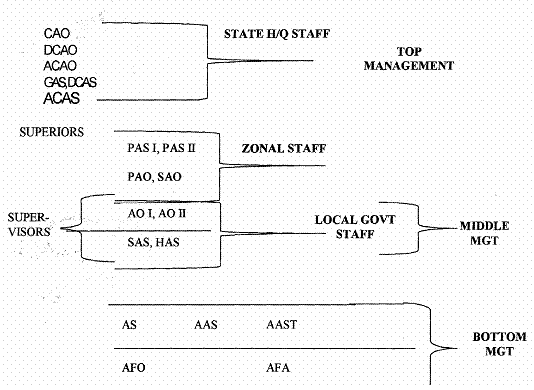 CAO
STATE H/Q STAFF
DCAO
TOP
MANAGEMENT
ACAO
GAS,DCAS
ACAS
SUPERIORS
PAS I, PAS II
ZONAL STAFF
PAO, SAO
SUPER-
VISORS
AO I, AO II
LOCAL GOVT
STAFF
MIDDLE
MGT
SAS, HAS
AS AAS AAST
BOTTOM
MGT
AFO AFA